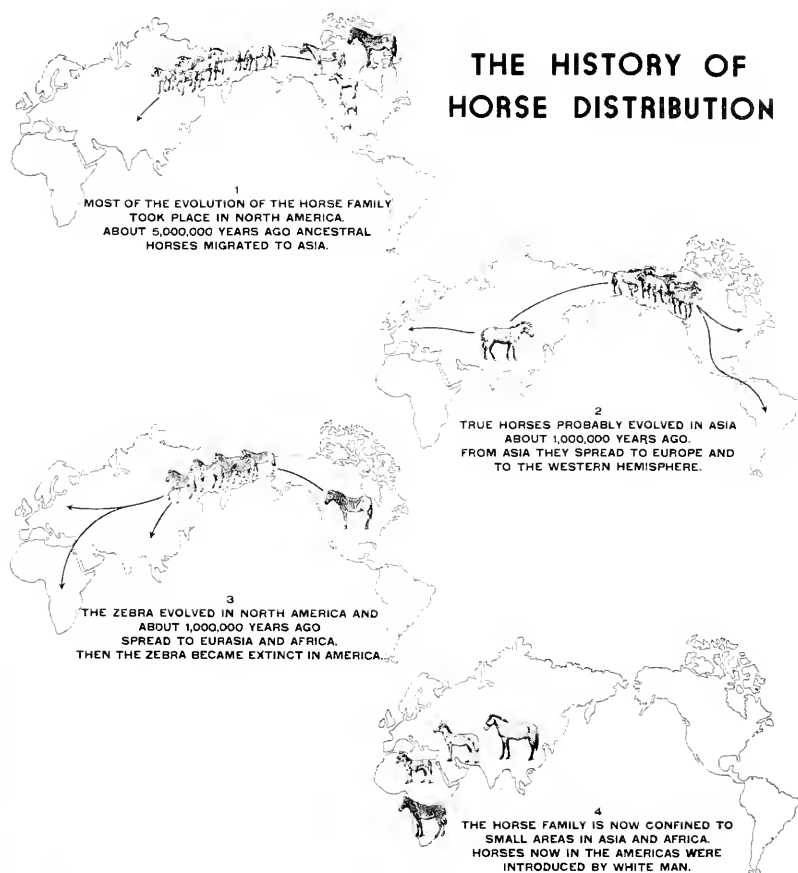 THE HISTORY OF
HORSE DISTRIBUTION
1
MOST OF THE EVOLUTION OF THE HORSE FAMILY
TOOK PLACE IN NORTH AMERICA.
ABOUT 5,000,000 YEARS AGO ANCESTRAL
HORSES MIGRATED TO ASIA.
2
TRUE HORSES PROBABLY EVOLVED IN ASIA
ABOUT 1,000,000 YEARS AGO.
FROM ASIA THEY SPREAD TO EUROPE AND
TO THE WESTERN HEMISPHERE.
3
THE ZEBRA EVOLVED IN NORTH AMERICA AND
ABOUT 1,000,000 YEARS AGO
SPREAD TO EURASIA AND AFRICA.
THEN THE ZEBRA BECAME EXTINCT IN AMERICA.
4
THE HORSE FAMILY IS NOW CONFINED TO
SMALL AREAS IN ASIA AND AFRICA.
HORSES NOW IN THE AMERICAS WERE
INTRODUCED BY WHITE MAN.